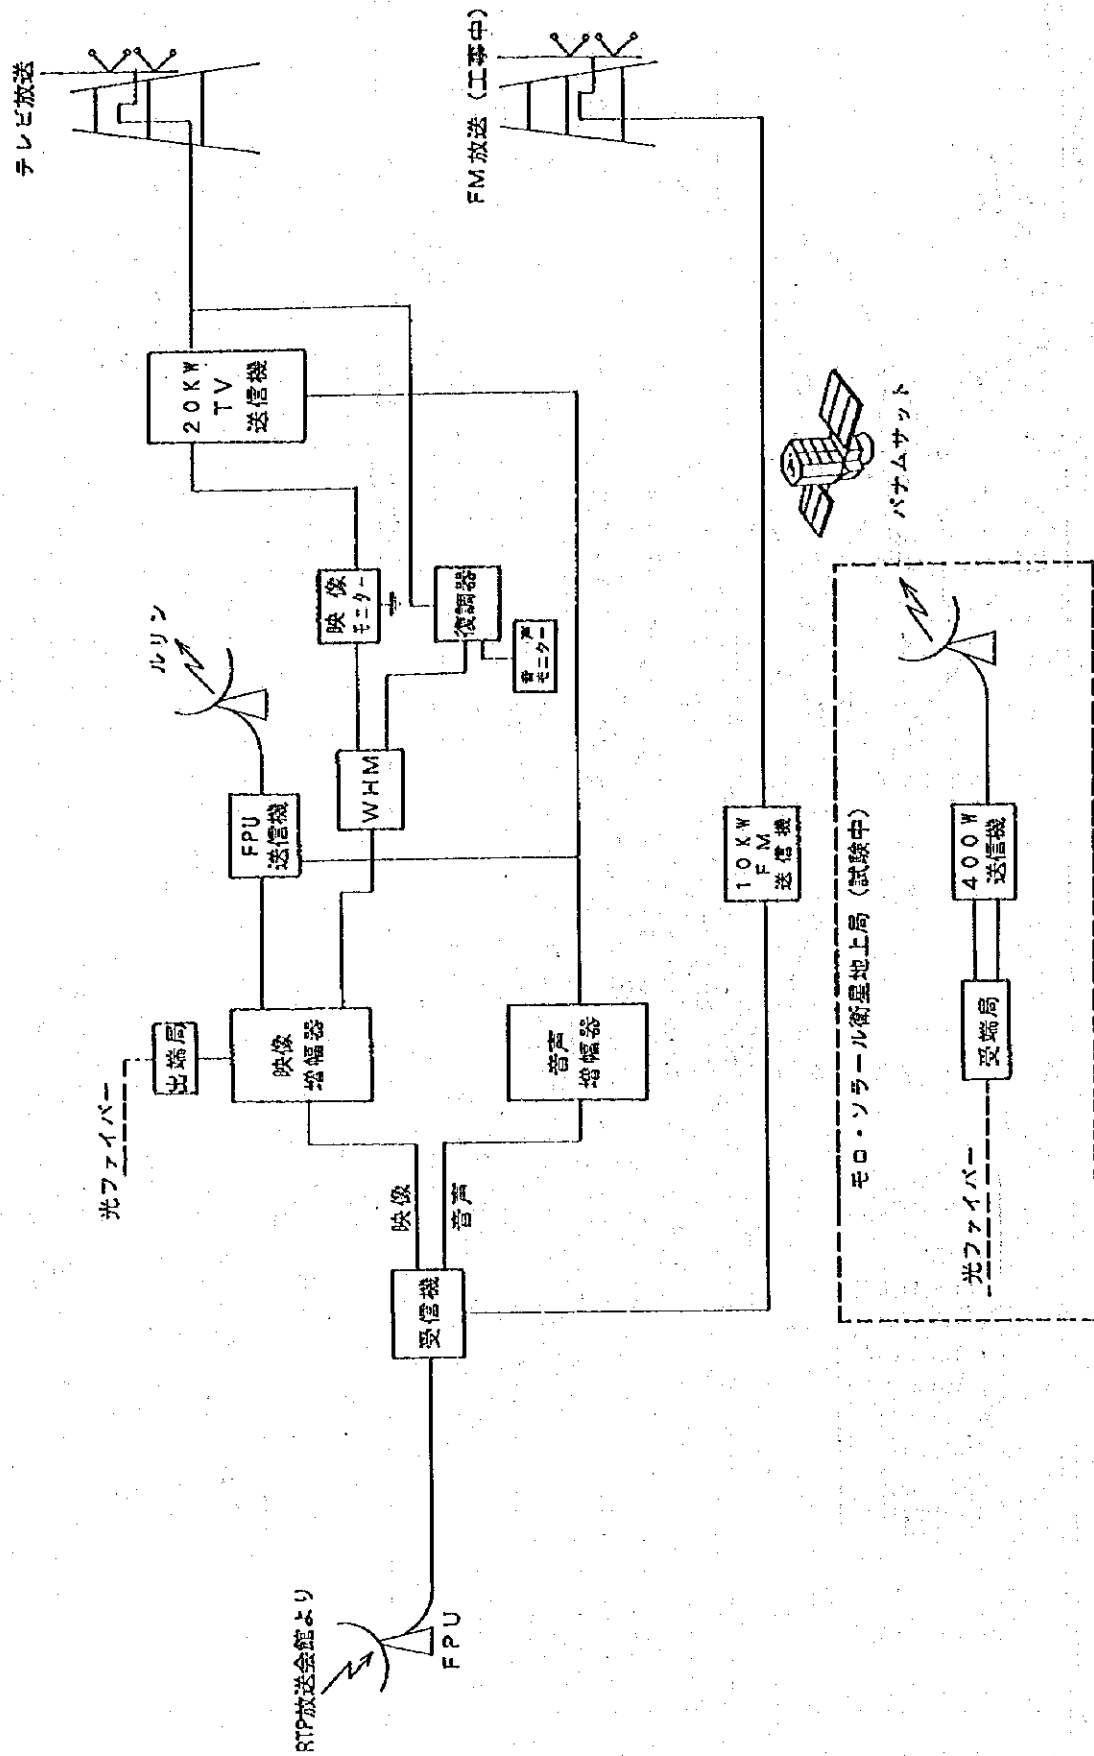 RTP放送会館より
FPU
受信機
映像
音声
光ファイバー
出端局
映像
増幅器
音声
増幅器
FPU
送信機
ルリン
WHM
映像
モニター
復調器
音声
モニター
20KW
TV
送信機
テレビ放送
10KW
FM
送信機
FM放送（工事中）
モロ・ソラール衛星地上局（試験中）
光ファイバー
受端局
400W
送信機
パナムサット